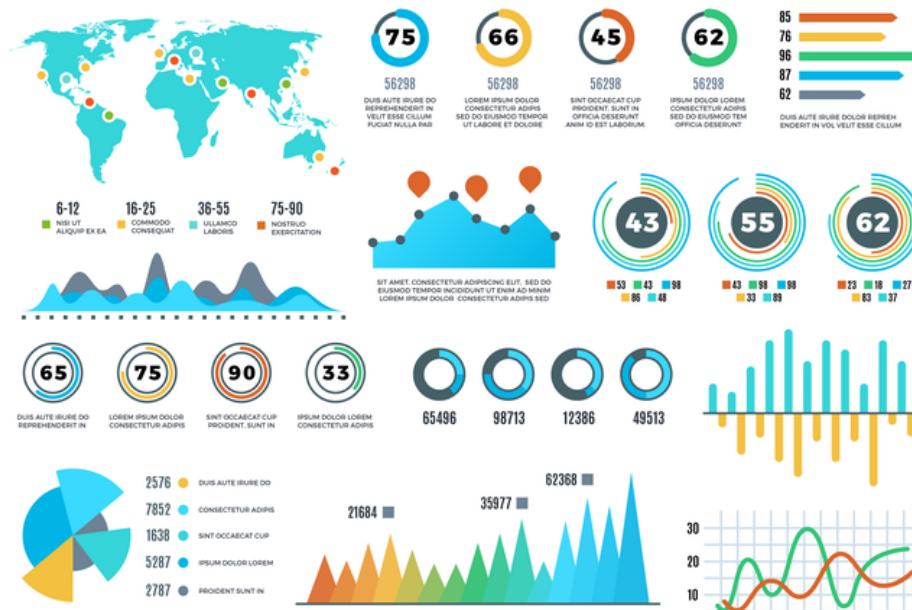 75
66
45
62
56298
56298
56298
56298
DUIS AUTE IRURE DO
REPREHENDERIT IN
VELIT ESSE CILLUM
FUGIAT NULLA PAR
LOREM IPSUM DOLOR
CONSECTETUR ADIPIS
SED DO EIUSMOD TEMPOR
UT LABORE ET DOLORE
SINT OCCAECAT CUP
PROIDENT, SUNT IN
OFFICIA DESERUNT
ANIM ID EST LABORUM.
IPSUM DOLOR LOREM
CONSECTETUR ADIPIS
SED DO EIUSMOD TEM
OFFICIA DESERUNT
85
76
96
87
62
DUIS AUTE IRURE DOLOR REPREH
ENDERIT IN VOL VELIT ESSE CILLUM
6-12
NISI UT
ALIQUIP EX EA
16-25
COMMODO
CONSEQUAT
36-55
ULLAMCO
LABORIS
75-90
NOSTRUD
EXERCITATION
SIT AMET, CONSECTETUR ADIPISCING ELIT, SED DO
EIUSMOD TEMPOR INCIDIDUNT UT ENIM AD MINIM
LOREM IPSUM DOLOR CONSECTETUR ADIPIS SED
43
53 43 98
86 48
55
43 98 98
33 89
62
23 18 27
83 37
65
75
90
33
DUIS AUTE IRURE DO
REPREHENDERIT IN
LOREM IPSUM DOLOR
CONSECTETUR ADIPIS
SINT OCCAECAT CUP
PROIDENT, SUNT IN
IPSUM DOLOR LOREM
CONSECTETUR ADIPIS
65496
98713
12386
49513
2576 DUIS AUTE IRURE DO
7852 CONSECTETUR ADIPIS
1638 SINT OCCAECAT CUP
5287 IPSUM DOLOR LOREM
2787 PROIDENT SUNT IN
21684
35977
62368
30
20
10